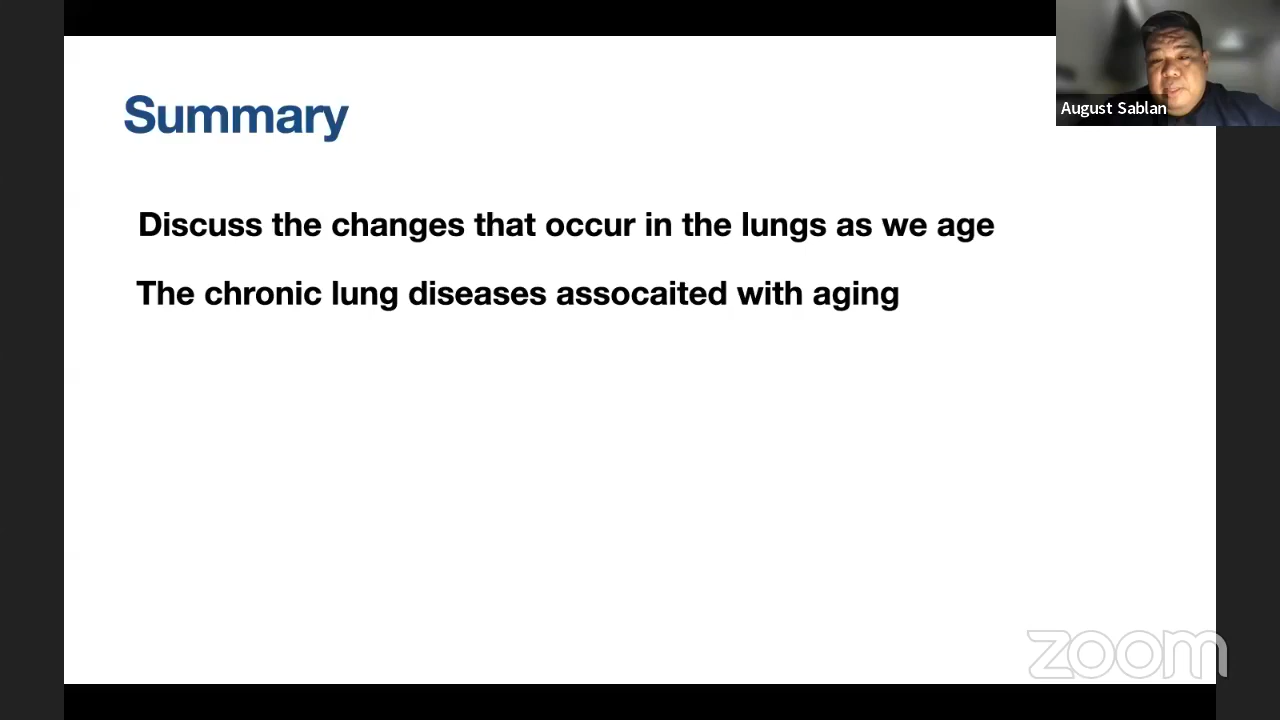 August Sablan
Summary
Discuss the changes that occur in the lungs as we age
The chronic lung diseases assocaited with aging
zoom